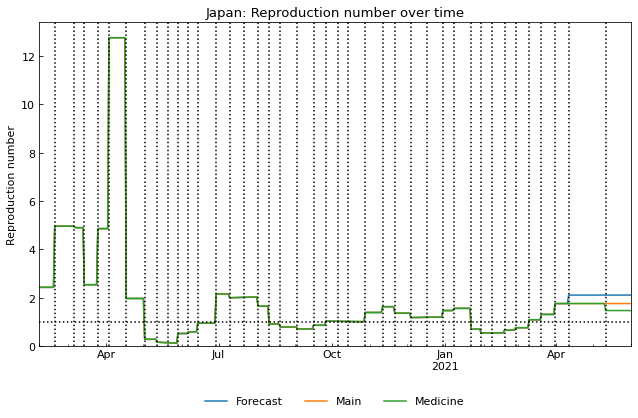 Japan: Reproduction number over time
Reproduction number
12
10
8
6
4
2
0
Apr
Jul
Oct
Jan
2021
Apr
Forecast
Main
Medicine